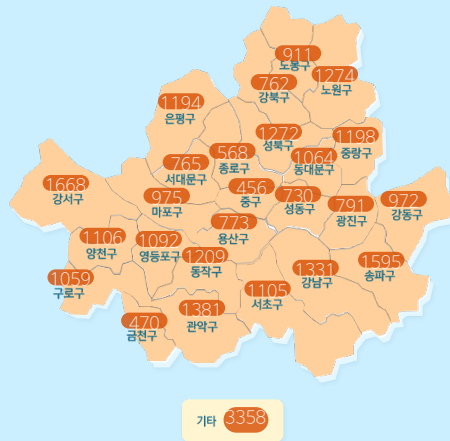 911
노봉구
1274
노원구
762
강북구
1194
은평구
1272
성북구
1198
중랑구
568
종로구
1064
동대문구
765
서대문구
1668
강서구
456
중구
975
마포구
730
성동구
791
광진구
972
강동구
773
용산구
1106
양천구
1092
영등포구
1209
동작구
1595
송파구
1331
강남구
1059
구로구
1105
서초구
1381
관악구
470
금천구
기타 3358